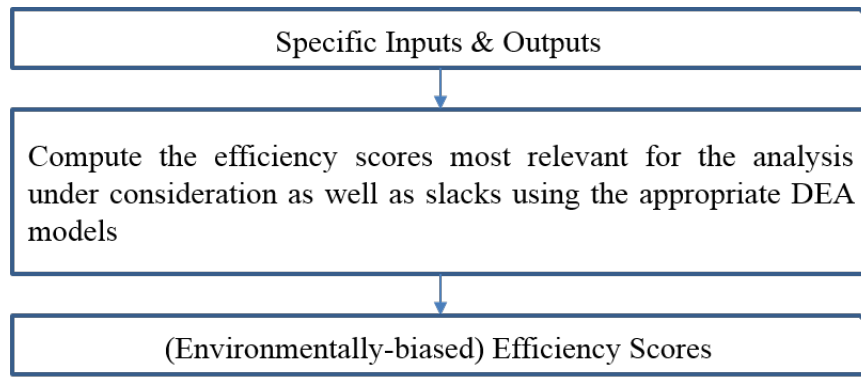 Specific Inputs & Outputs
Compute the efficiency scores most relevant for the analysis
under consideration as well as slacks using the appropriate DEA
models
(Environmentally-biased) Efficiency Scores